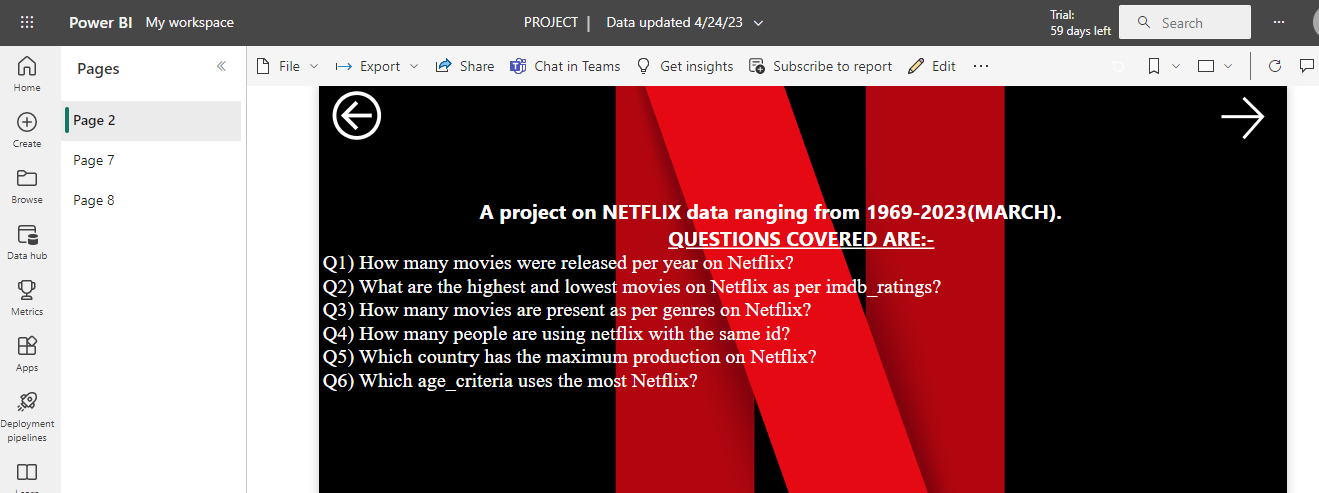 Power BI My workspace
PROJECT | Data updated 4/24/23
Trial:
59 days left
Search
Home
Create
Browse
Data hub
Metrics
Apps
Deployment
pipelines
Learn
Pages
Page 2
Page 7
Page 8
File Export Share Chat in Teams Get insights Subscribe to report Edit
A project on NETFLIX data ranging from 1969-2023(MARCH).
QUESTIONS COVERED ARE:-
Q1) How many movies were released per year on Netflix?
Q2) What are the highest and lowest movies on Netflix as per imdb_ratings?
Q3) How many movies are present as per genres on Netflix?
Q4) How many people are using netflix with the same id?
Q5) Which country has the maximum production on Netflix?
Q6) Which age_criteria uses the most Netflix?